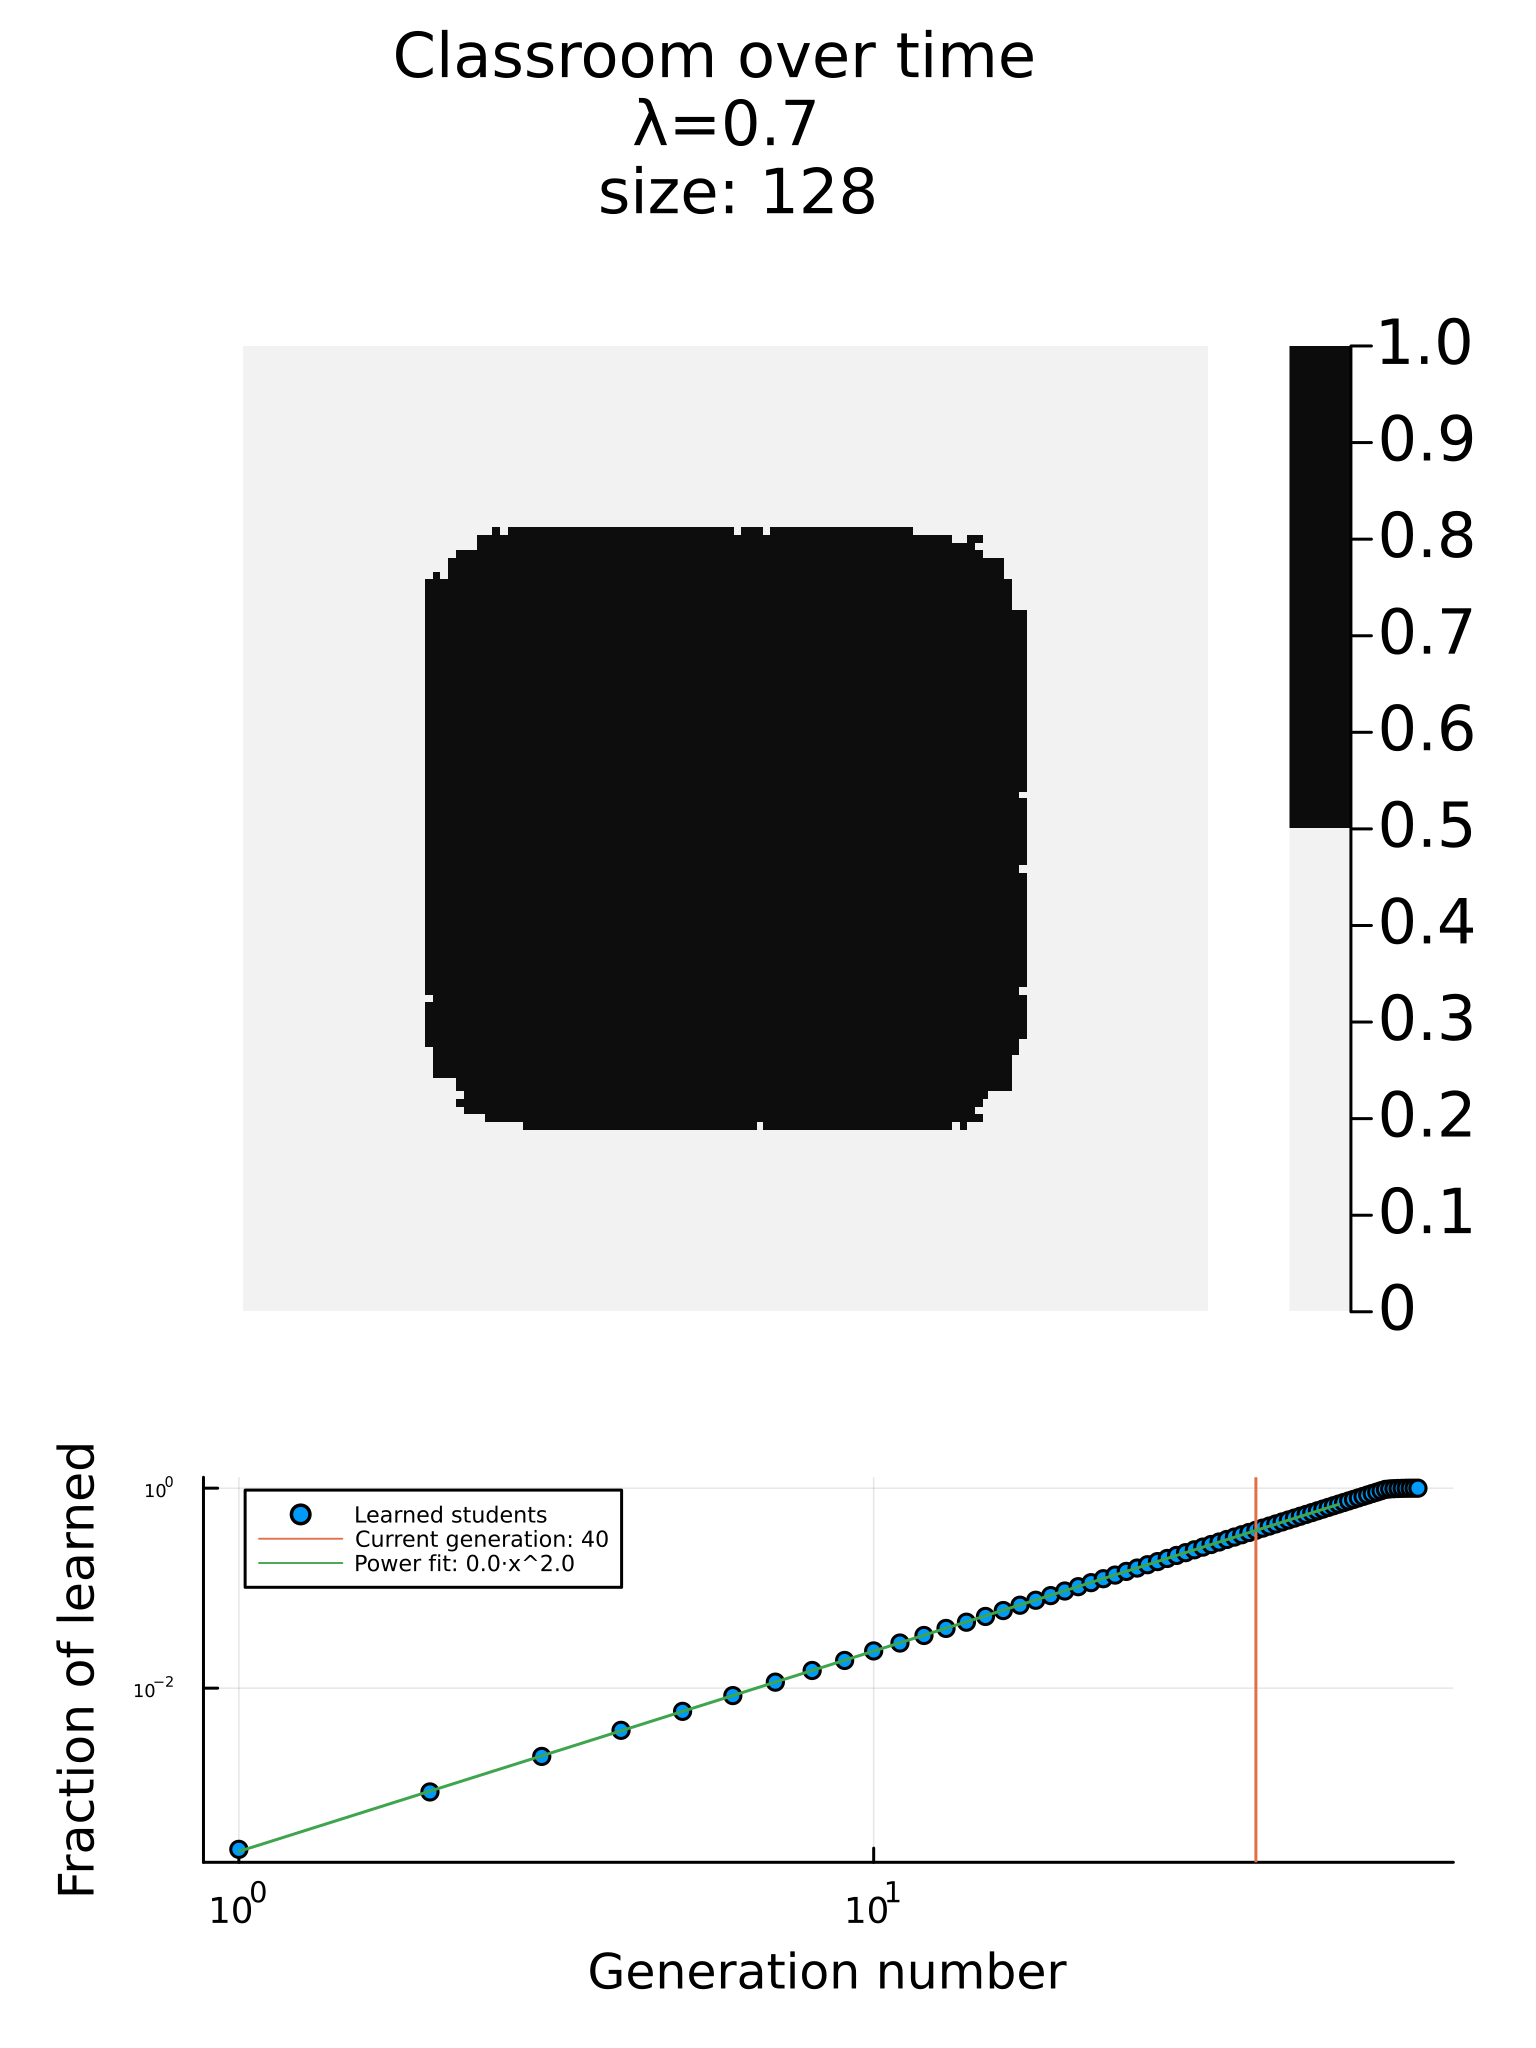 Classroom over time
λ=0.7
size: 128
1.0
0.9
0.8
0.7
0.6
0.5
0.4
0.3
0.2
0.1
0
Fraction of learned
10^0
10^-2
Learned students
Current generation: 40
Power fit: 0.0·x^2.0
10^0
10^1
Generation number